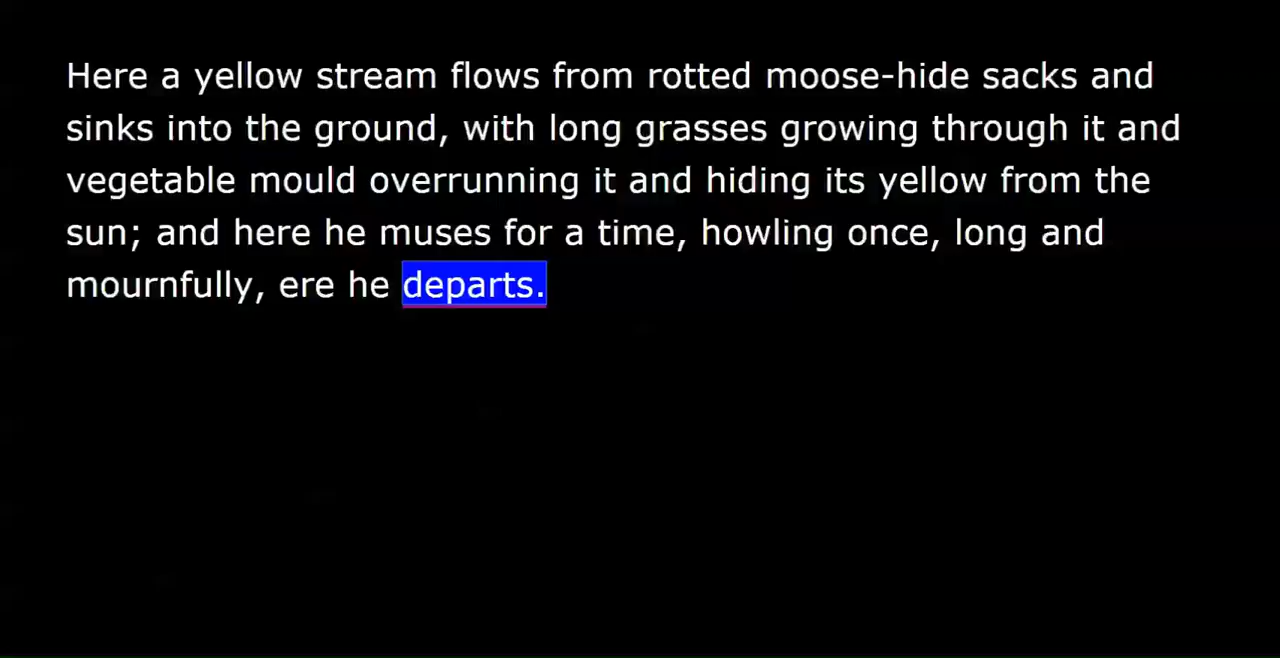 Here a yellow stream flows from rotted moose-hide sacks and
sinks into the ground, with long grasses growing through it and
vegetable mould overrunning it and hiding its yellow from the
sun; and here he muses for a time, howling once, long and
mournfully, ere he departs.